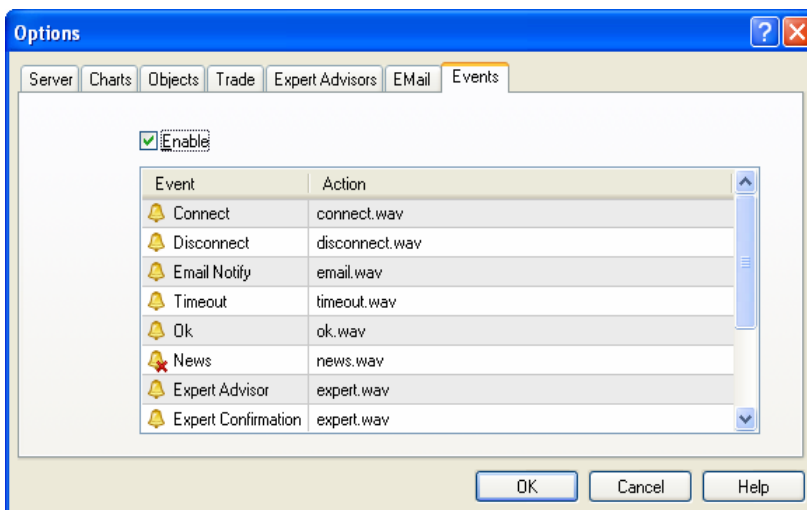 Options
Server Charts Objects Trade Expert Advisors EMail Events
Enable
Event Action
Connect connect.wav
Disconnect disconnect.wav
Email Notify email.wav
Timeout timeout.wav
Ok ok.wav
News news.wav
Expert Advisor expert.wav
Expert Confirmation expert.wav
OK Cancel Help